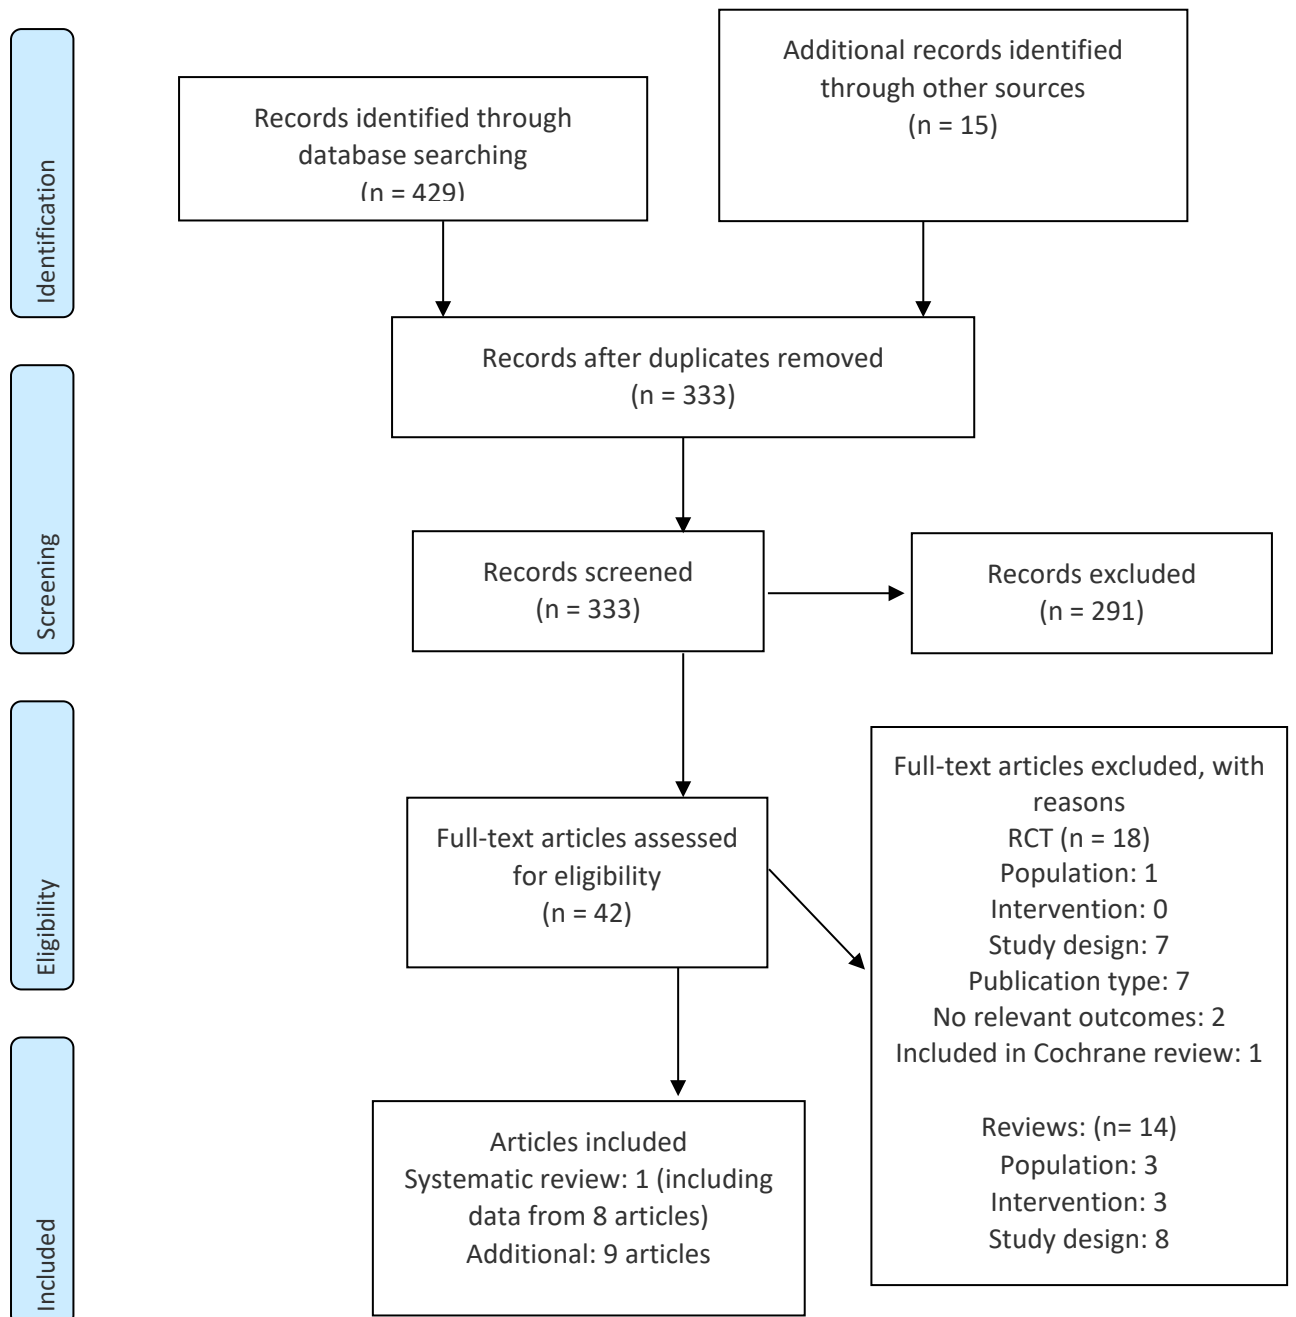 Identification
Records identified through
database searching
(n = 429)
Additional records identified
through other sources
(n = 15)
Records after duplicates removed
(n = 333)
Screening
Records screened
(n = 333)
Records excluded
(n = 291)
Eligibility
Full-text articles assessed
for eligibility
(n = 42)
Full-text articles excluded, with
reasons
RCT (n = 18)
Population: 1
Intervention: 0
Study design: 7
Publication type: 7
No relevant outcomes: 2
Included in Cochrane review: 1
Reviews: (n= 14)
Population: 3
Intervention: 3
Study design: 8
Included
Articles included
Systematic review: 1 (including
data from 8 articles)
Additional: 9 articles